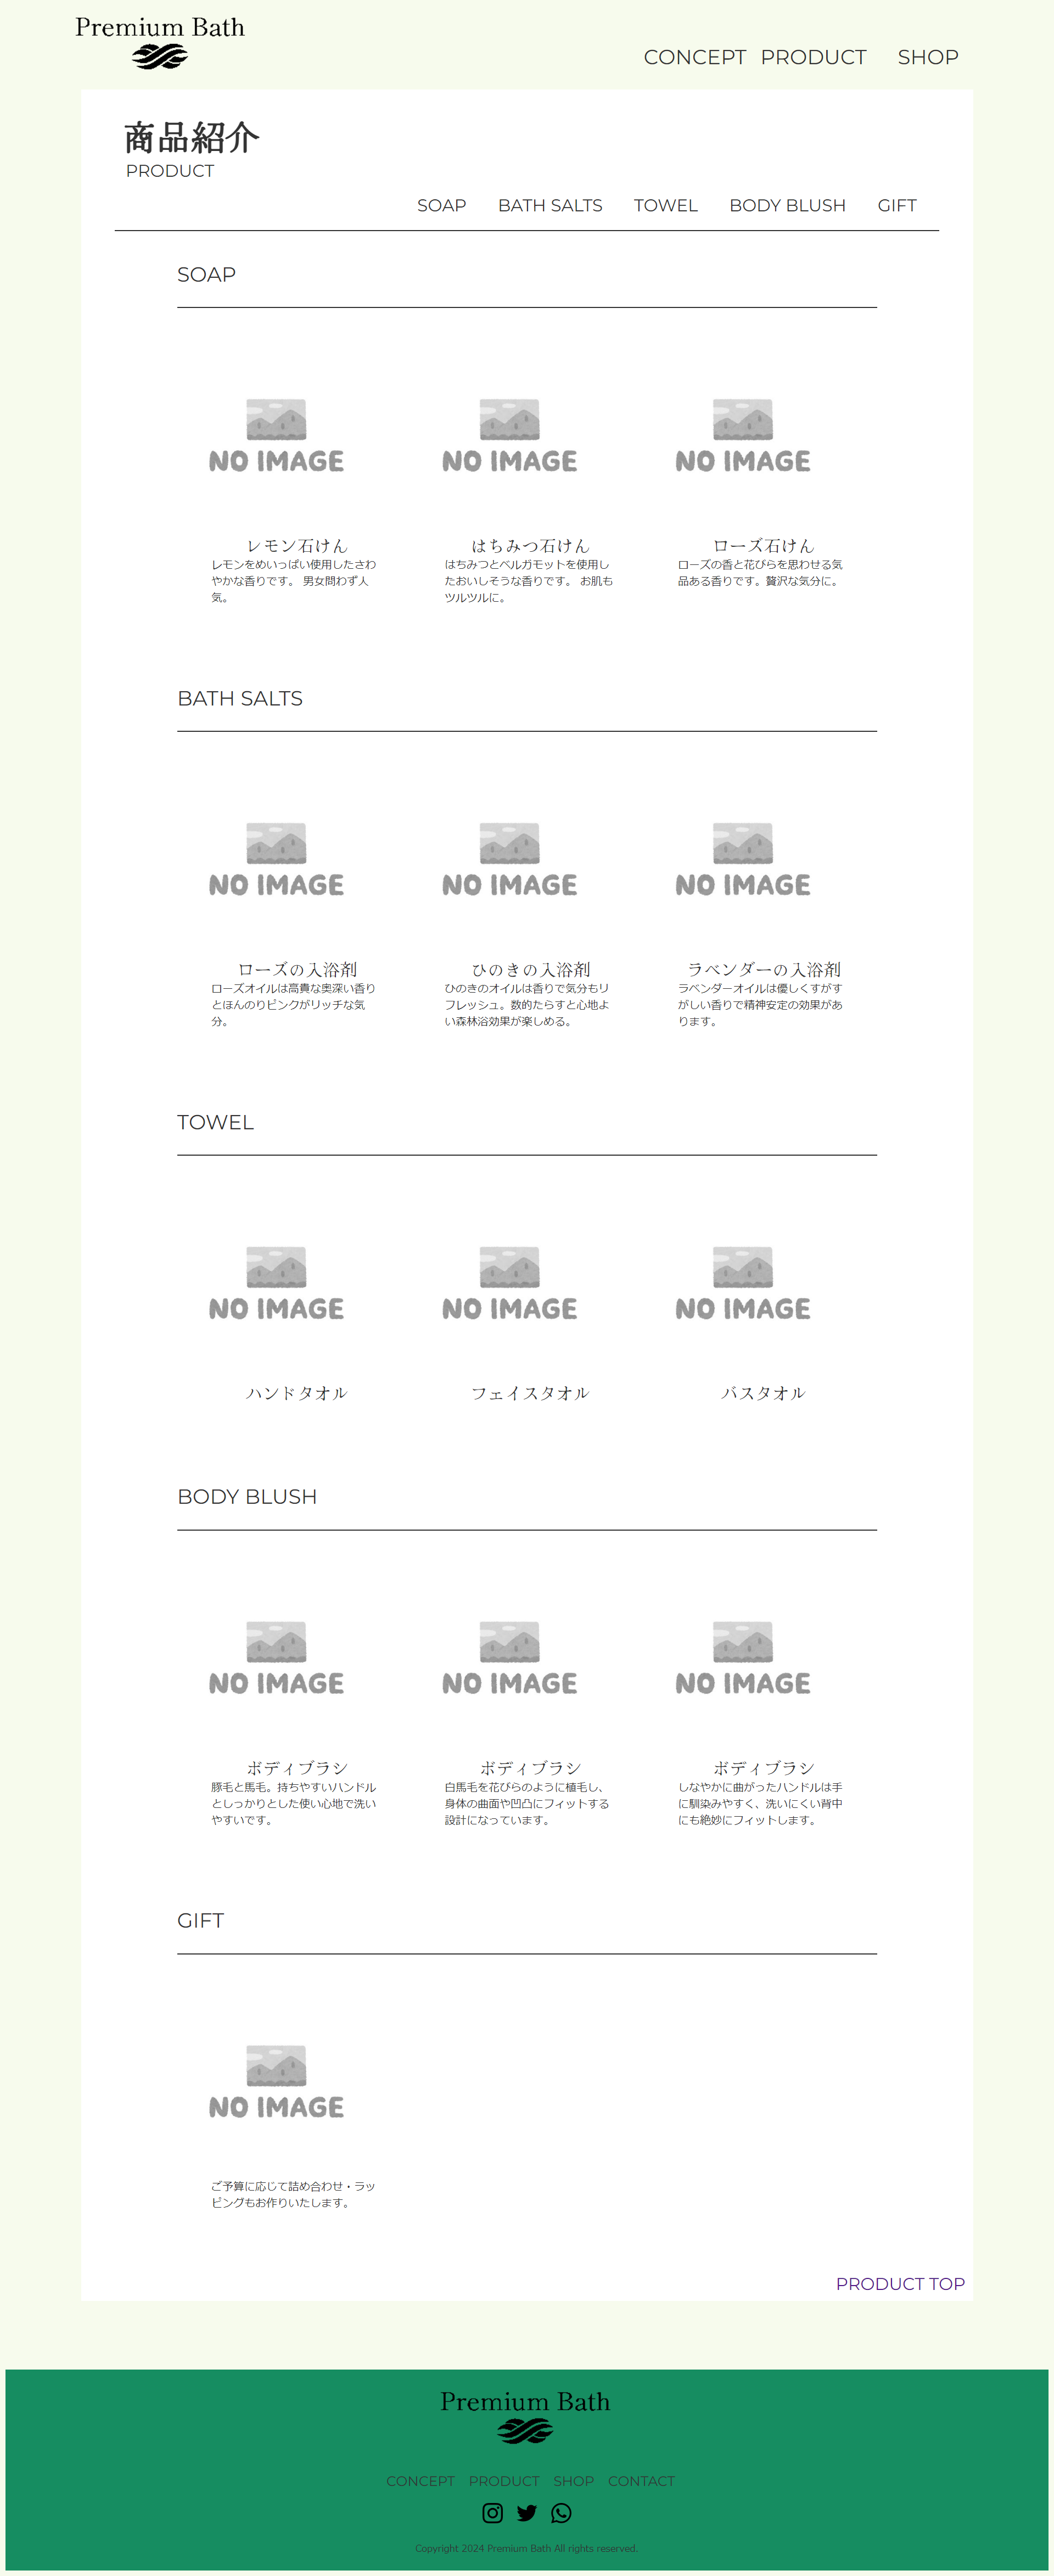 Premium Bath
CONCEPT PRODUCT SHOP
商品紹介
PRODUCT
SOAP BATH SALTS TOWEL BODY BLUSH GIFT
SOAP
NO IMAGE NO IMAGE NO IMAGE
レモン石けん
レモンをめいっぱい使用したさわ
やかな香りです。 男女問わず人
気。
はちみつ石けん
はちみつとベルガモットを使用し
たおいしそうな香りです。 お肌も
ツルツルに。
ローズ石けん
ローズの香と花びらを思わせる気
品ある香りです。贅沢な気分に。
BATH SALTS
NO IMAGE NO IMAGE NO IMAGE
ローズの入浴剤
ローズオイルは高貴な奥深い香り
とほんのりピンクがリッチな気
分。
ひのきの入浴剤
ひのきのオイルは香りで気分もリ
フレッシュ。数的たらすと心地よ
い森林浴効果が楽しめる。
ラベンダーの入浴剤
ラベンダーオイルは優しくすがす
がしい香りで精神安定の効果があ
ります。
TOWEL
NO IMAGE NO IMAGE NO IMAGE
ハンドタオル
フェイスタオル
バスタオル
BODY BLUSH
NO IMAGE NO IMAGE NO IMAGE
ボディブラシ
豚毛と馬毛。持ちやすいハンドル
としっかりとした使い心地で洗い
やすいです。
ボディブラシ
白馬毛を花びらのように植毛し、
身体の曲面や凹凸にフィットする
設計になっています。
ボディブラシ
しなやかに曲がったハンドルは手
に馴染みやすく、洗いにくい背中
にも絶妙にフィットします。
GIFT
NO IMAGE
ご予算に応じて詰め合わせ・ラッ
ピングもお作りいたします。
PRODUCT TOP
Premium Bath
CONCEPT PRODUCT SHOP CONTACT
Copyright 2024 Premium Bath All rights reserved.